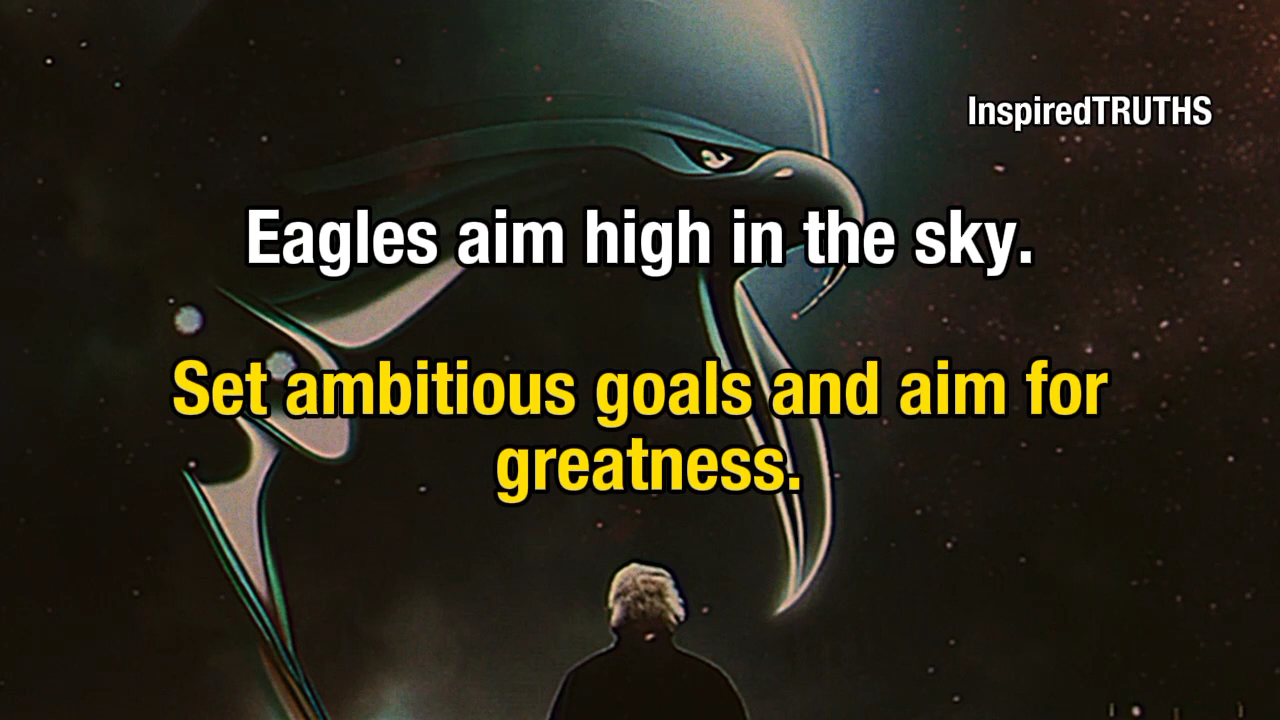 InspiredTRUTHS
Eagles aim high in the sky.
Set ambitious goals and aim for
greatness.